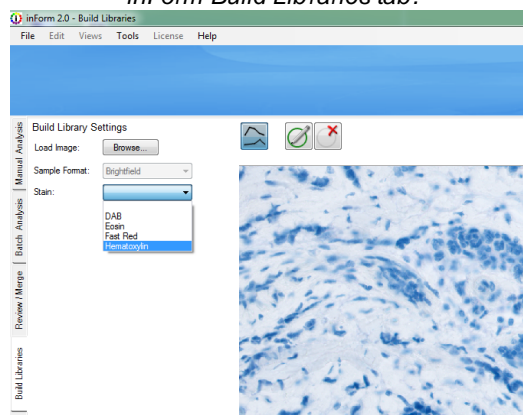 inForm Build Libraries tab.
inForm 2.0 - Build Libraries
File Edit Views Tools License Help
Build Library Settings
Load Image: Browse...
Sample Format: Brightfield
Stain:
DAB
Eosin
Fast Red
Hematoxylin
Manual Analysis
Batch Analysis
Review / Merge
Build Libraries